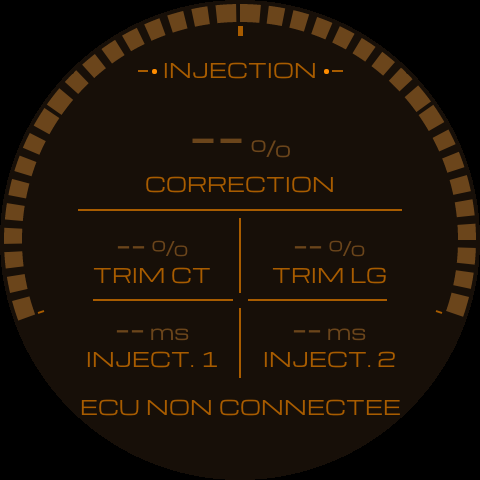 INJECTION
-- %
CORRECTION
-- % -- %
TRIM CT TRIM LG
-- ms -- ms
INJECT. 1 INJECT. 2
ECU NON CONNECTEE